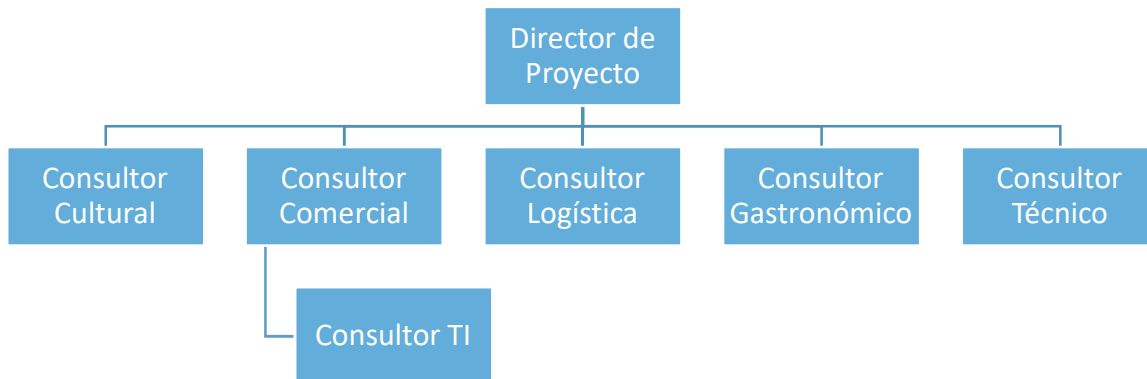 Director de
Proyecto
Consultor
Cultural
Consultor
Comercial
Consultor
Logística
Consultor
Gastronómico
Consultor
Técnico
Consultor TI